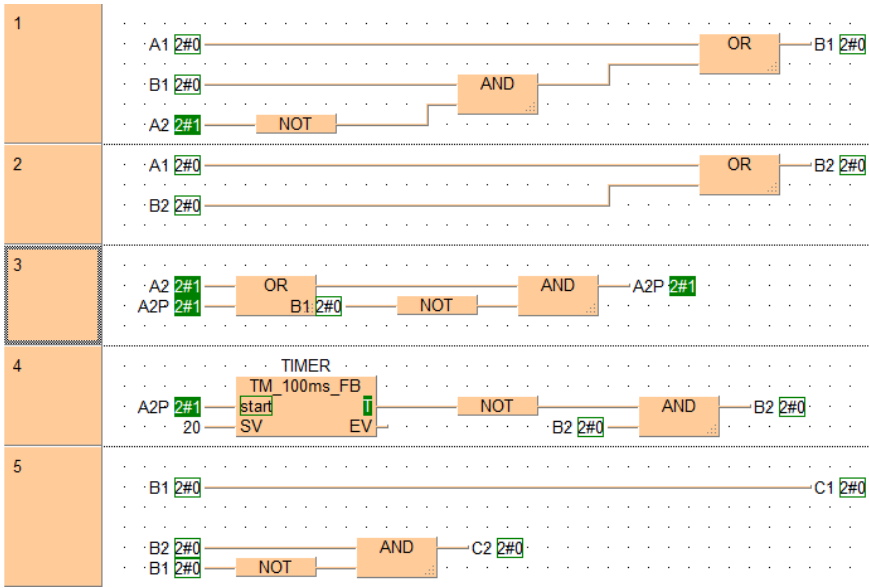 1
A1 2#0 OR B1 2#0
B1 2#0 AND
A2 2#1 NOT
2
A1 2#0 OR B2 2#0
B2 2#0
3
A2 2#1 OR AND A2P 2#1
A2P 2#1 B1 2#0 NOT
4
TIMER
TM_100ms_FB
A2P 2#1 start T NOT AND B2 2#0
20 SV EV B2 2#0
5
B1 2#0 C1 2#0
B2 2#0 AND C2 2#0
B1 2#0 NOT